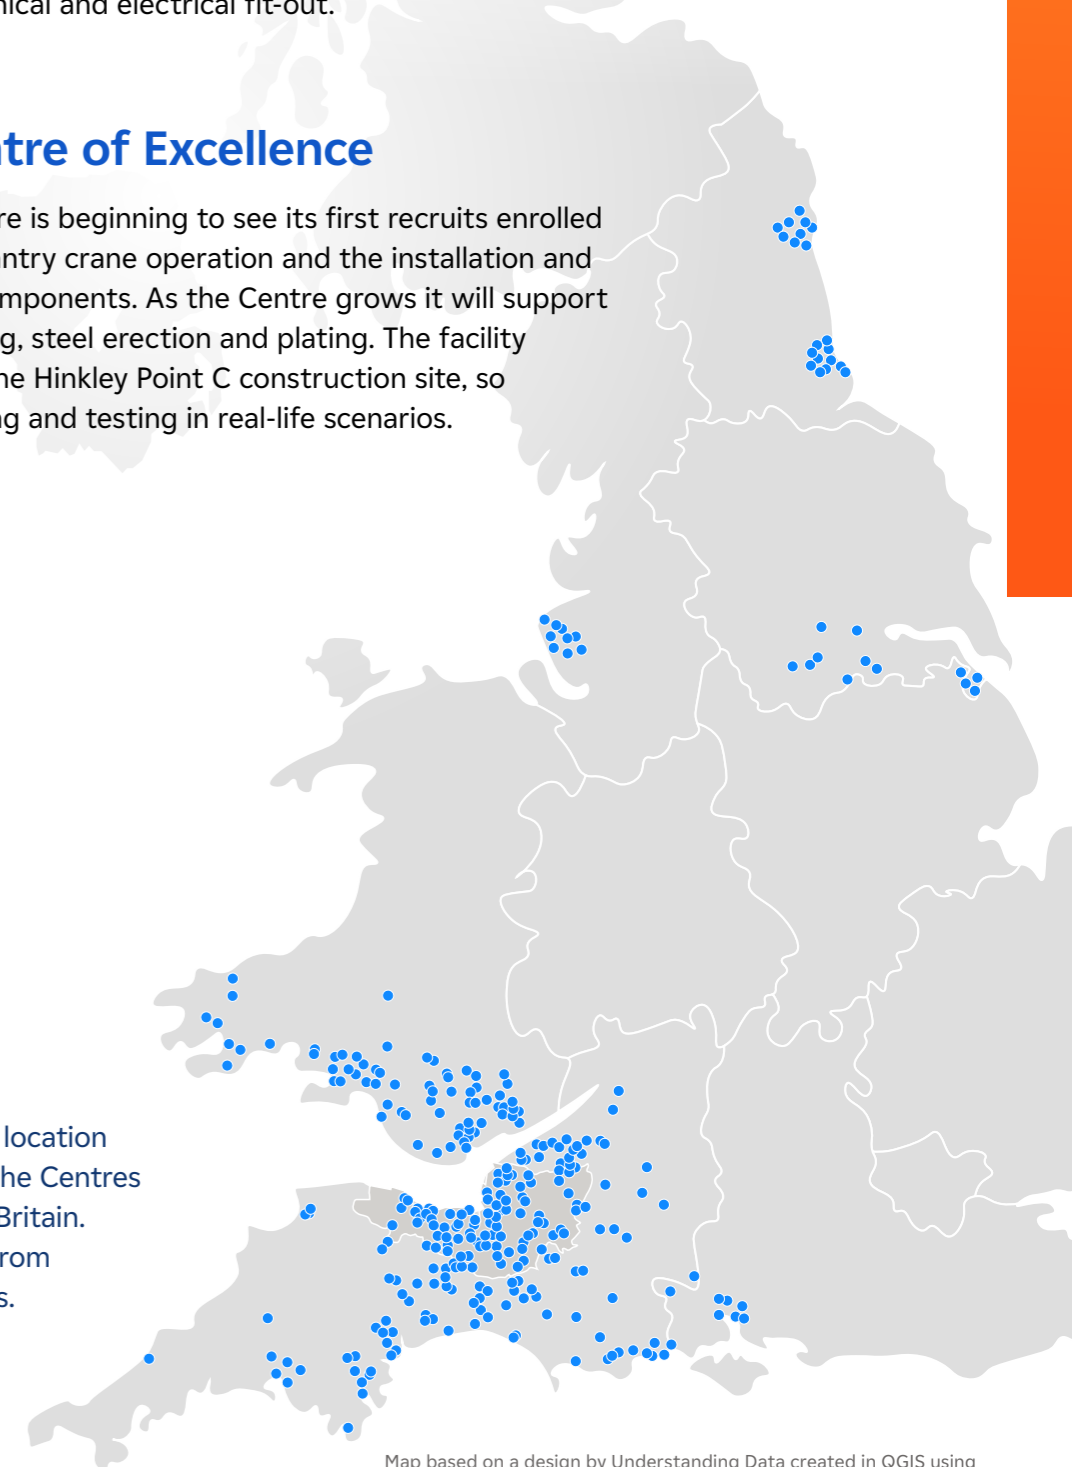 nical and electrical fit-out.
ntre of Excellence
re is beginning to see its first recruits enrolled
antry crane operation and the installation and
mponents. As the Centre grows it will support
g, steel erection and plating. The facility
he Hinkley Point C construction site, so
ng and testing in real-life scenarios.
location
he Centres
Britain.
rom
s.
Map based on a design by Understanding Data created in QGIS using